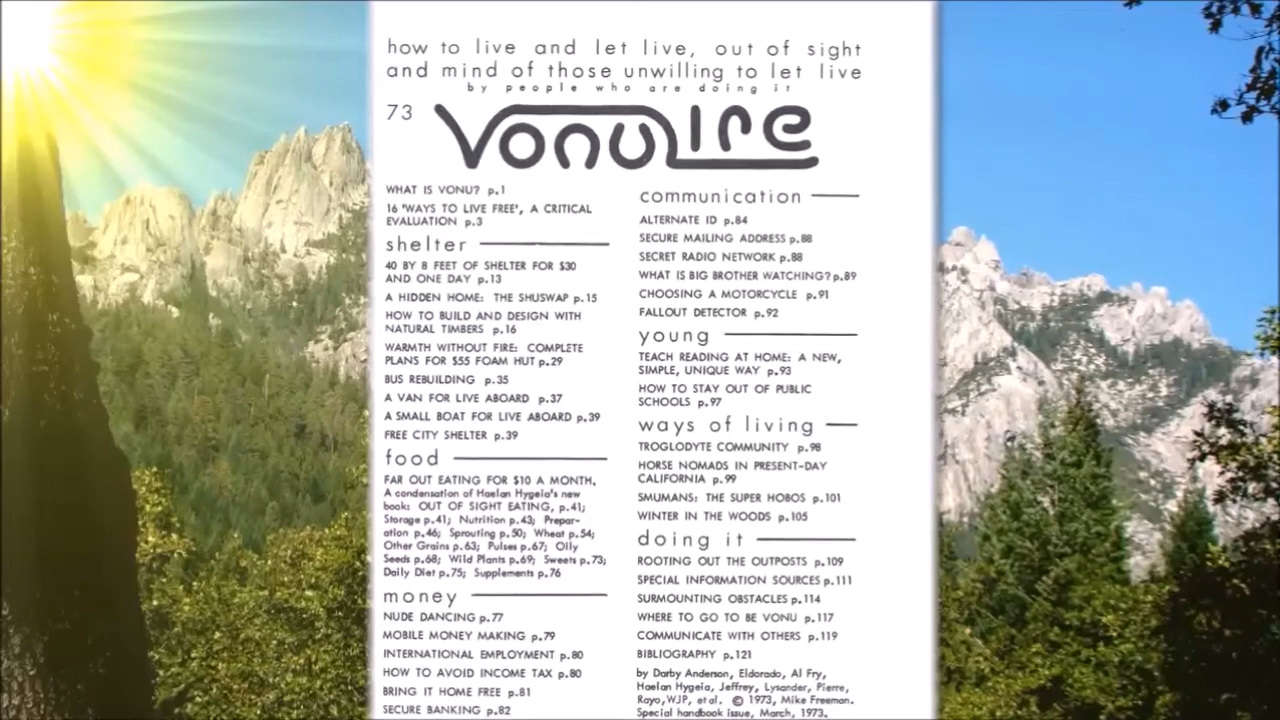 how to live and let live, out of sight
and mind of those unwilling to let live
by people who are doing it
73
VONULIFE
WHAT IS VONU? p.1
16 'WAYS TO LIVE FREE', A CRITICAL
EVALUATION p.3
shelter
40 BY 8 FEET OF SHELTER FOR $30
AND ONE DAY p.13
A HIDDEN HOME: THE SHUSWAP p.15
HOW TO BUILD AND DESIGN WITH
NATURAL TIMBERS p.16
WARMTH WITHOUT FIRE: COMPLETE
PLANS FOR $55 FOAM HUT p.29
BUS REBUILDING p.35
A VAN FOR LIVE ABOARD p.37
A SMALL BOAT FOR LIVE ABOARD p.39
FREE CITY SHELTER p.39
food
FAR OUT EATING FOR $10 A MONTH.
A condensation of Haelan Hygeia's new
book: OUT OF SIGHT EATING, p.41;
Storage p.41; Nutrition p.43; Prepar-
ation p.46; Sprouting p.50; Wheat p.54;
Other Grains p.63; Pulses p.67; Oily
Seeds p.68; Wild Plants p.69; Sweets p.73;
Daily Diet p.75; Supplements p.76
money
NUDE DANCING p.77
MOBILE MONEY MAKING p.79
INTERNATIONAL EMPLOYMENT p.80
HOW TO AVOID INCOME TAX p.80
BRING IT HOME FREE p.81
SECURE BANKING p.82
communication
ALTERNATE ID p.84
SECURE MAILING ADDRESS p.88
SECRET RADIO NETWORK p.88
WHAT IS BIG BROTHER WATCHING? p.89
CHOOSING A MOTORCYCLE p.91
FALLOUT DETECTOR p.92
young
TEACH READING AT HOME: A NEW,
SIMPLE, UNIQUE WAY p.93
HOW TO STAY OUT OF PUBLIC
SCHOOLS p.97
ways of living
TROGLODYTE COMMUNITY p.98
HORSE NOMADS IN PRESENT-DAY
CALIFORNIA p.99
SMUMANS: THE SUPER HOBOS p.101
WINTER IN THE WOODS p.105
doing it
ROOTING OUT THE OUTPOSTS p.109
SPECIAL INFORMATION SOURCES p.111
SURMOUNTING OBSTACLES p.114
WHERE TO GO TO BE VONU p.117
COMMUNICATE WITH OTHERS p.119
BIBLIOGRAPHY p.121
by Darby Anderson, Eldorado, Al Fry,
Haelan Hygeia, Jeffrey, Lysander, Pierre,
Rayo, WJP, et al. © 1973, Mike Freeman.
Special handbook issue, March, 1973.